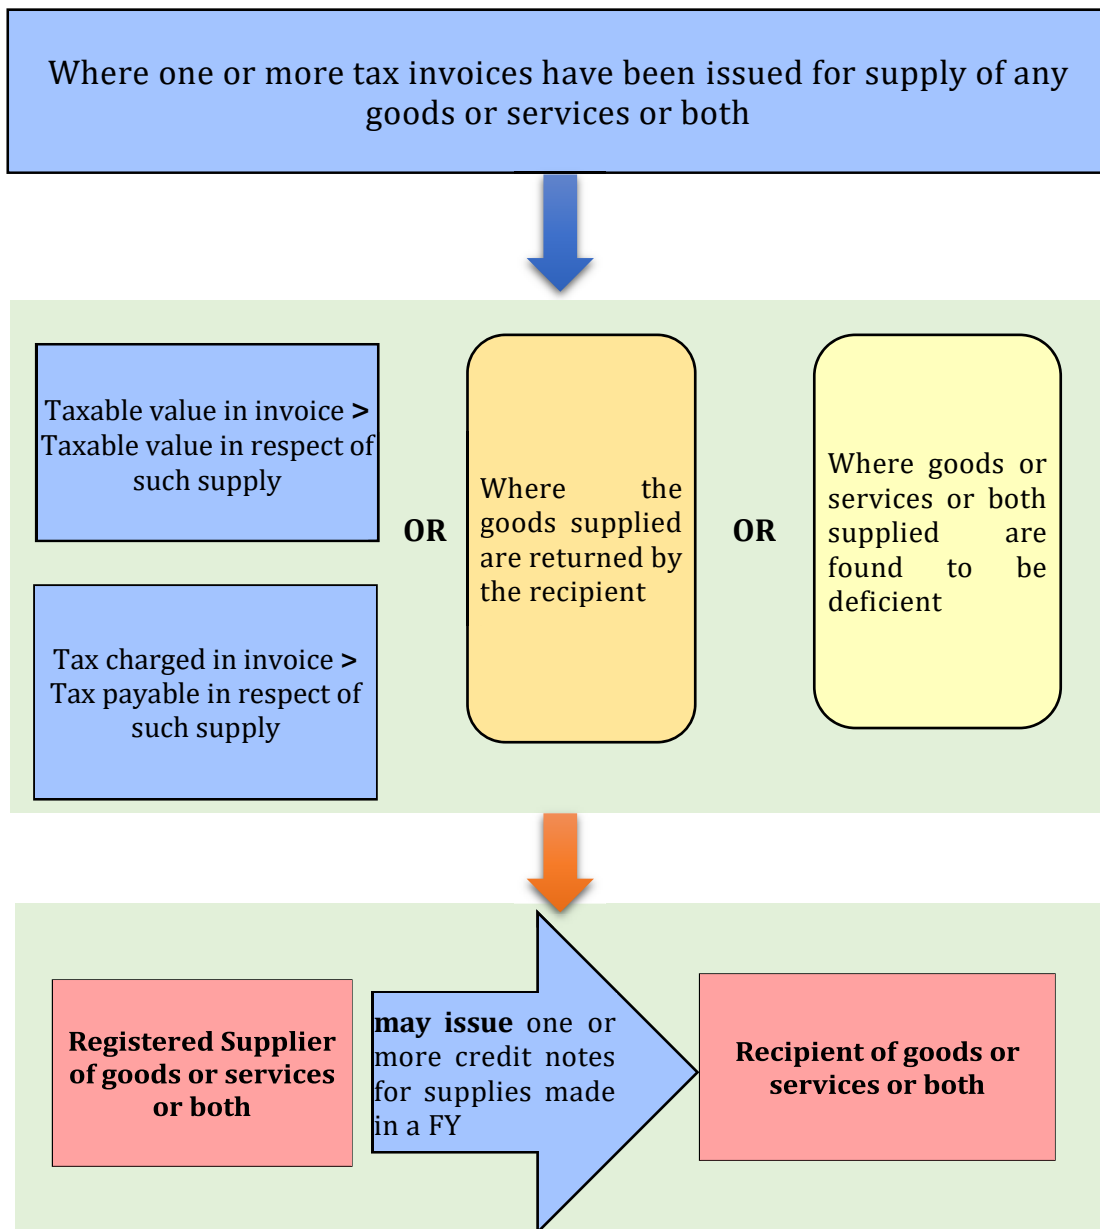 Where one or more tax invoices have been issued for supply of any
goods or services or both
Taxable value in invoice >
Taxable value in respect of
such supply
Tax charged in invoice >
Tax payable in respect of
such supply
OR
Where the
goods supplied
are returned by
the recipient
OR
Where goods or
services or both
supplied are
found to be
deficient
Registered Supplier
of goods or services
or both
may issue one or
more credit notes
for supplies made
in a FY
Recipient of goods or
services or both